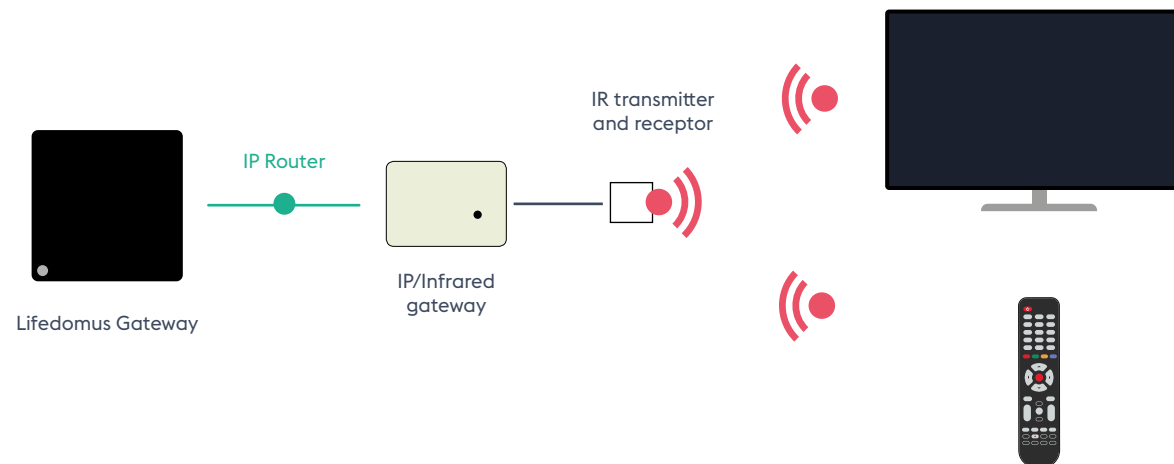 IR transmitter
and receptor
IP Router
IP/Infrared
gateway
Lifedomus Gateway